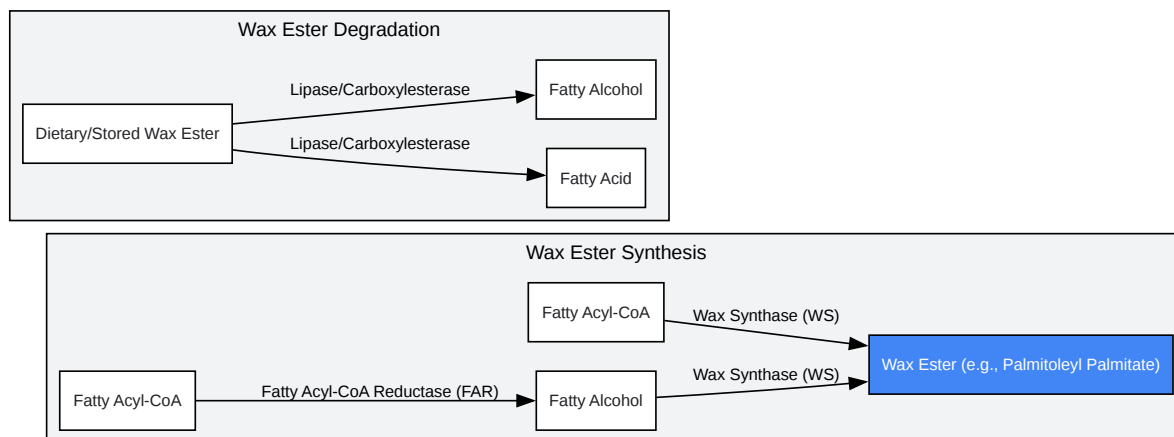 Wax Ester Degradation
Lipase/Carboxylesterase
Fatty Alcohol
Dietary/Stored Wax Ester
Lipase/Carboxylesterase
Fatty Acid
Wax Ester Synthesis
Fatty Acyl-CoA
Wax Synthase (WS)
Wax Ester (e.g., Palmitoleyl Palmitate)
Fatty Acyl-CoA
Fatty Acyl-CoA Reductase (FAR)
Fatty Alcohol
Wax Synthase (WS)